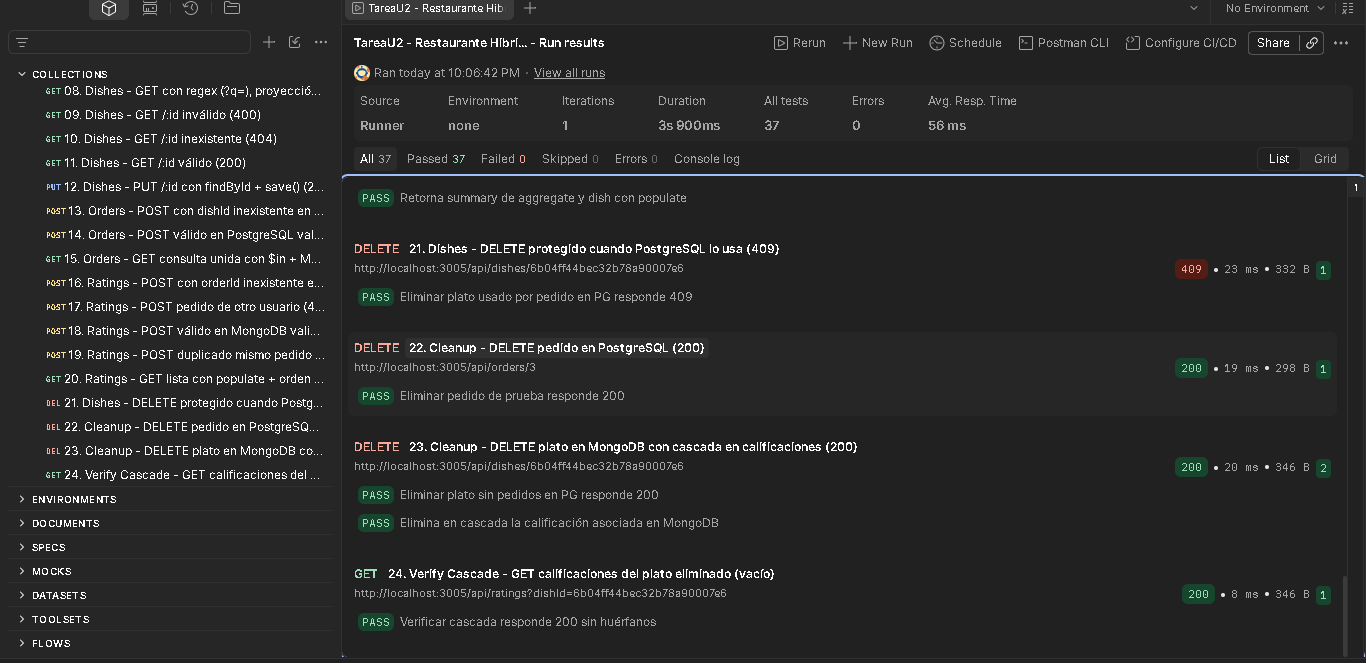 TareaU2 - Restaurante Híb
No Environment
COLLECTIONS
GET 08. Dishes - GET con regex (?q=), proyecció...
GET 09. Dishes - GET /:id inválido (400)
GET 10. Dishes - GET /:id inexistente (404)
GET 11. Dishes - GET /:id válido (200)
PUT 12. Dishes - PUT /:id con findById + save() (2...
POST 13. Orders - POST con dishId inexistente en ...
POST 14. Orders - POST válido en PostgreSQL val...
GET 15. Orders - GET consulta unida con $in + M...
POST 16. Ratings - POST con orderId inexistente e...
POST 17. Ratings - POST pedido de otro usuario (4...
POST 18. Ratings - POST válido en MongoDB vali...
POST 19. Ratings - POST duplicado mismo pedido ...
GET 20. Ratings - GET lista con populate + orden ...
DEL 21. Dishes - DELETE protegido cuando Postg...
DEL 22. Cleanup - DELETE pedido en PostgreSQ...
DEL 23. Cleanup - DELETE plato en MongoDB co...
GET 24. Verify Cascade - GET calificaciones del ...
ENVIRONMENTS
DOCUMENTS
SPECS
MOCKS
DATASETS
TOOLSETS
FLOWS
TareaU2 - Restaurante Híbri... - Run results
Rerun
New Run
Schedule
Postman CLI
Configure CI/CD
Share
Ran today at 10:06:42 PM · View all runs
Source Environment Iterations Duration All tests Errors Avg. Resp. Time
Runner none 1 3s 900ms 37 0 56 ms
All 37 Passed 37 Failed 0 Skipped 0 Errors 0 Console log
List Grid
1
PASS Retorna summary de aggregate y dish con populate
DELETE 21. Dishes - DELETE protegido cuando PostgreSQL lo usa (409)
http://localhost:3005/api/dishes/6b04ff44bec32b78a90007e6
409 • 23 ms • 332 B 1
PASS Eliminar plato usado por pedido en PG responde 409
DELETE 22. Cleanup - DELETE pedido en PostgreSQL (200)
http://localhost:3005/api/orders/3
200 • 19 ms • 298 B 1
PASS Eliminar pedido de prueba responde 200
DELETE 23. Cleanup - DELETE plato en MongoDB con cascada en calificaciones (200)
http://localhost:3005/api/dishes/6b04ff44bec32b78a90007e6
200 • 20 ms • 346 B 2
PASS Eliminar plato sin pedidos en PG responde 200
PASS Elimina en cascada la calificación asociada en MongoDB
GET 24. Verify Cascade - GET calificaciones del plato eliminado (vacío)
http://localhost:3005/api/ratings?dishId=6b04ff44bec32b78a90007e6
200 • 8 ms • 346 B 1
PASS Verificar cascada responde 200 sin huérfanos